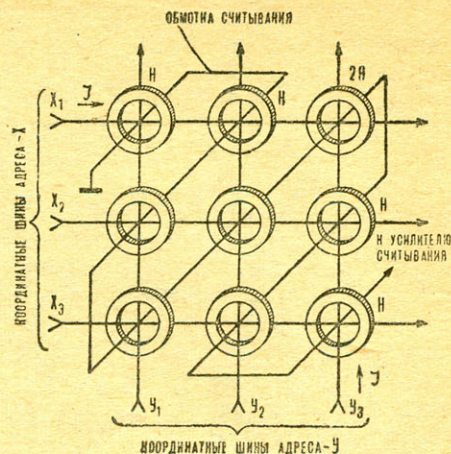 ОБМОТКА СЧИТЫВАНИЯ
H
H
2H
X₁
J
КООРДИНАТНЫЕ ШИНЫ АДРЕСА-X
X₂
H
К УСИЛИТЕЛЮ
СЧИТЫВАНИЯ
X₃
H
J
У₁
У₂
У₃
КООРДИНАТНЫЕ ШИНЫ АДРЕСА-У